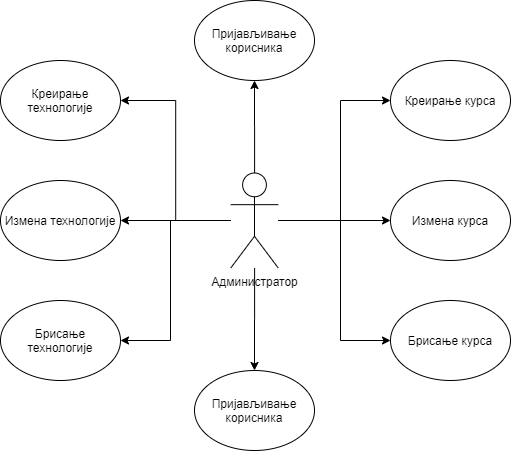 Пријављивање
корисника
Креирање
технологије
Креирање курса
Измена технологије
Измена курса
Администратор
Брисање
технологије
Брисање курса
Пријављивање
корисника